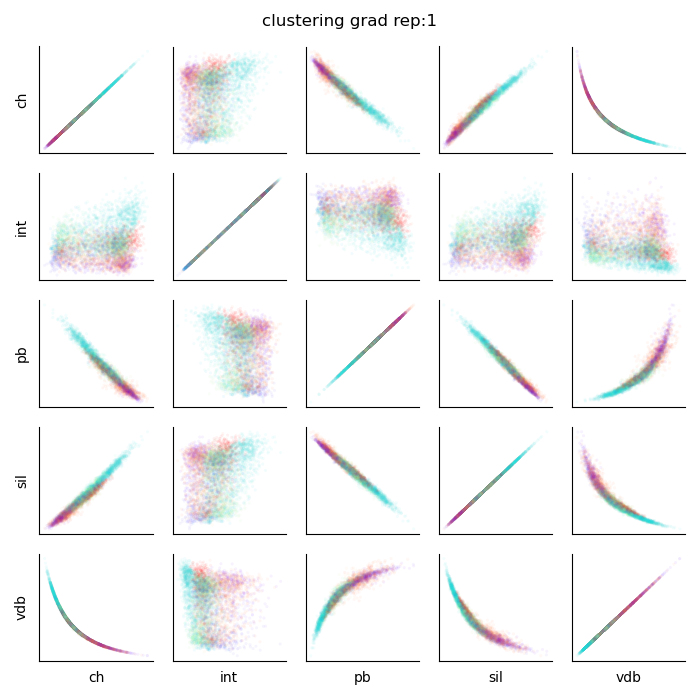 clustering grad rep:1
ch
int
pb
sil
vdb
ch
int
pb
sil
vdb